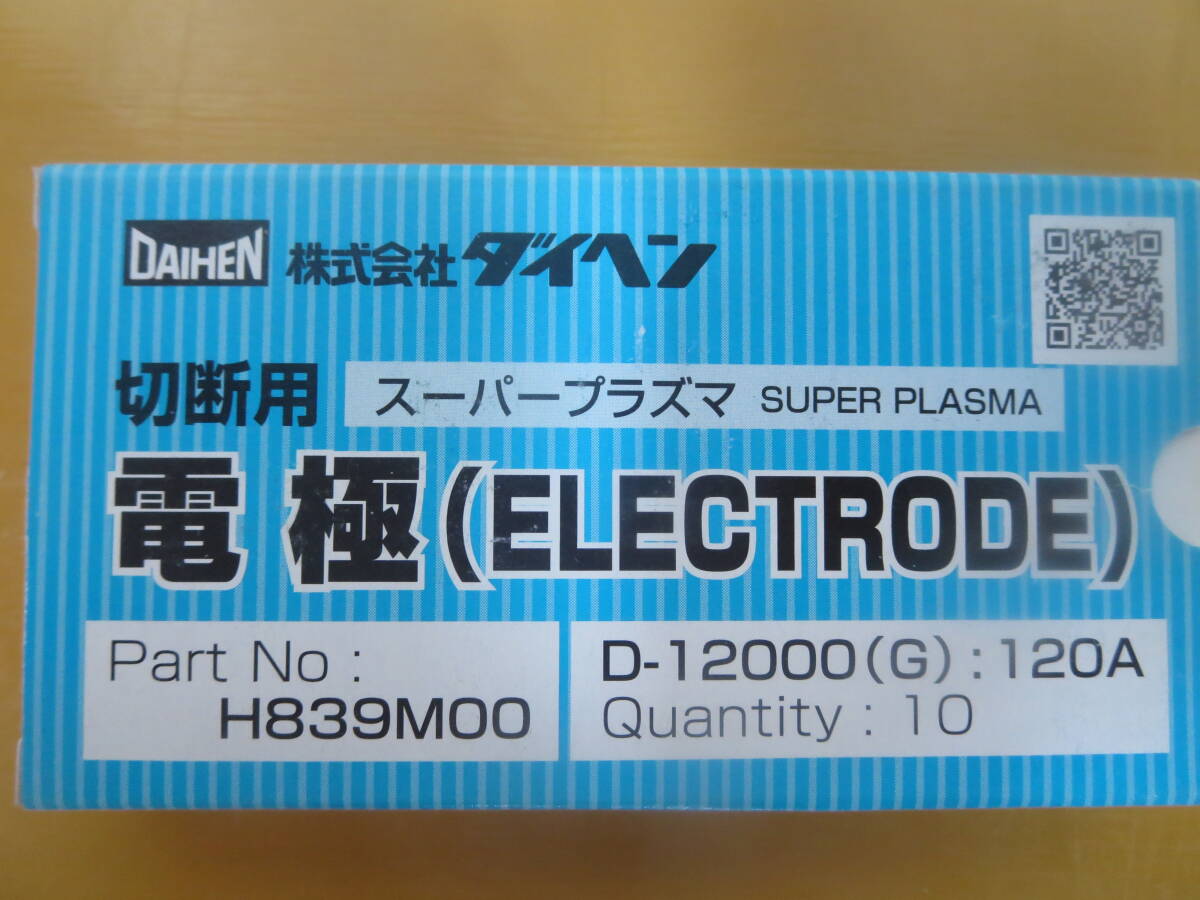 DAIHEN 株式会社 ダイヘン
切断用 スーパープラズマ SUPER PLASMA
電極(ELECTRODE)
Part No :
H839M00
D-12000(G) : 120A
Quantity : 10